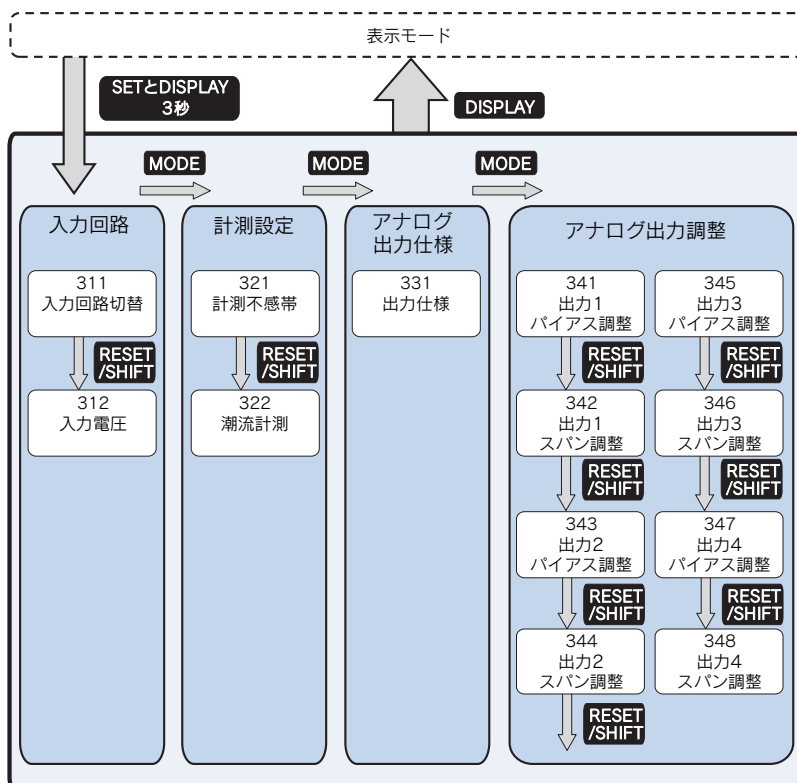 表示モード
SETとDISPLAY
3秒
DISPLAY
MODE
MODE
MODE
入力回路
311
入力回路切替
RESET
/SHIFT
312
入力電圧
計測設定
321
計測不感帯
RESET
/SHIFT
322
潮流計測
アナログ
出力仕様
331
出力仕様
アナログ出力調整
341
出力1
バイアス調整
RESET
/SHIFT
342
出力1
スパン調整
RESET
/SHIFT
343
出力2
バイアス調整
RESET
/SHIFT
344
出力2
スパン調整
RESET
/SHIFT
345
出力3
バイアス調整
RESET
/SHIFT
346
出力3
スパン調整
RESET
/SHIFT
347
出力4
バイアス調整
RESET
/SHIFT
348
出力4
スパン調整